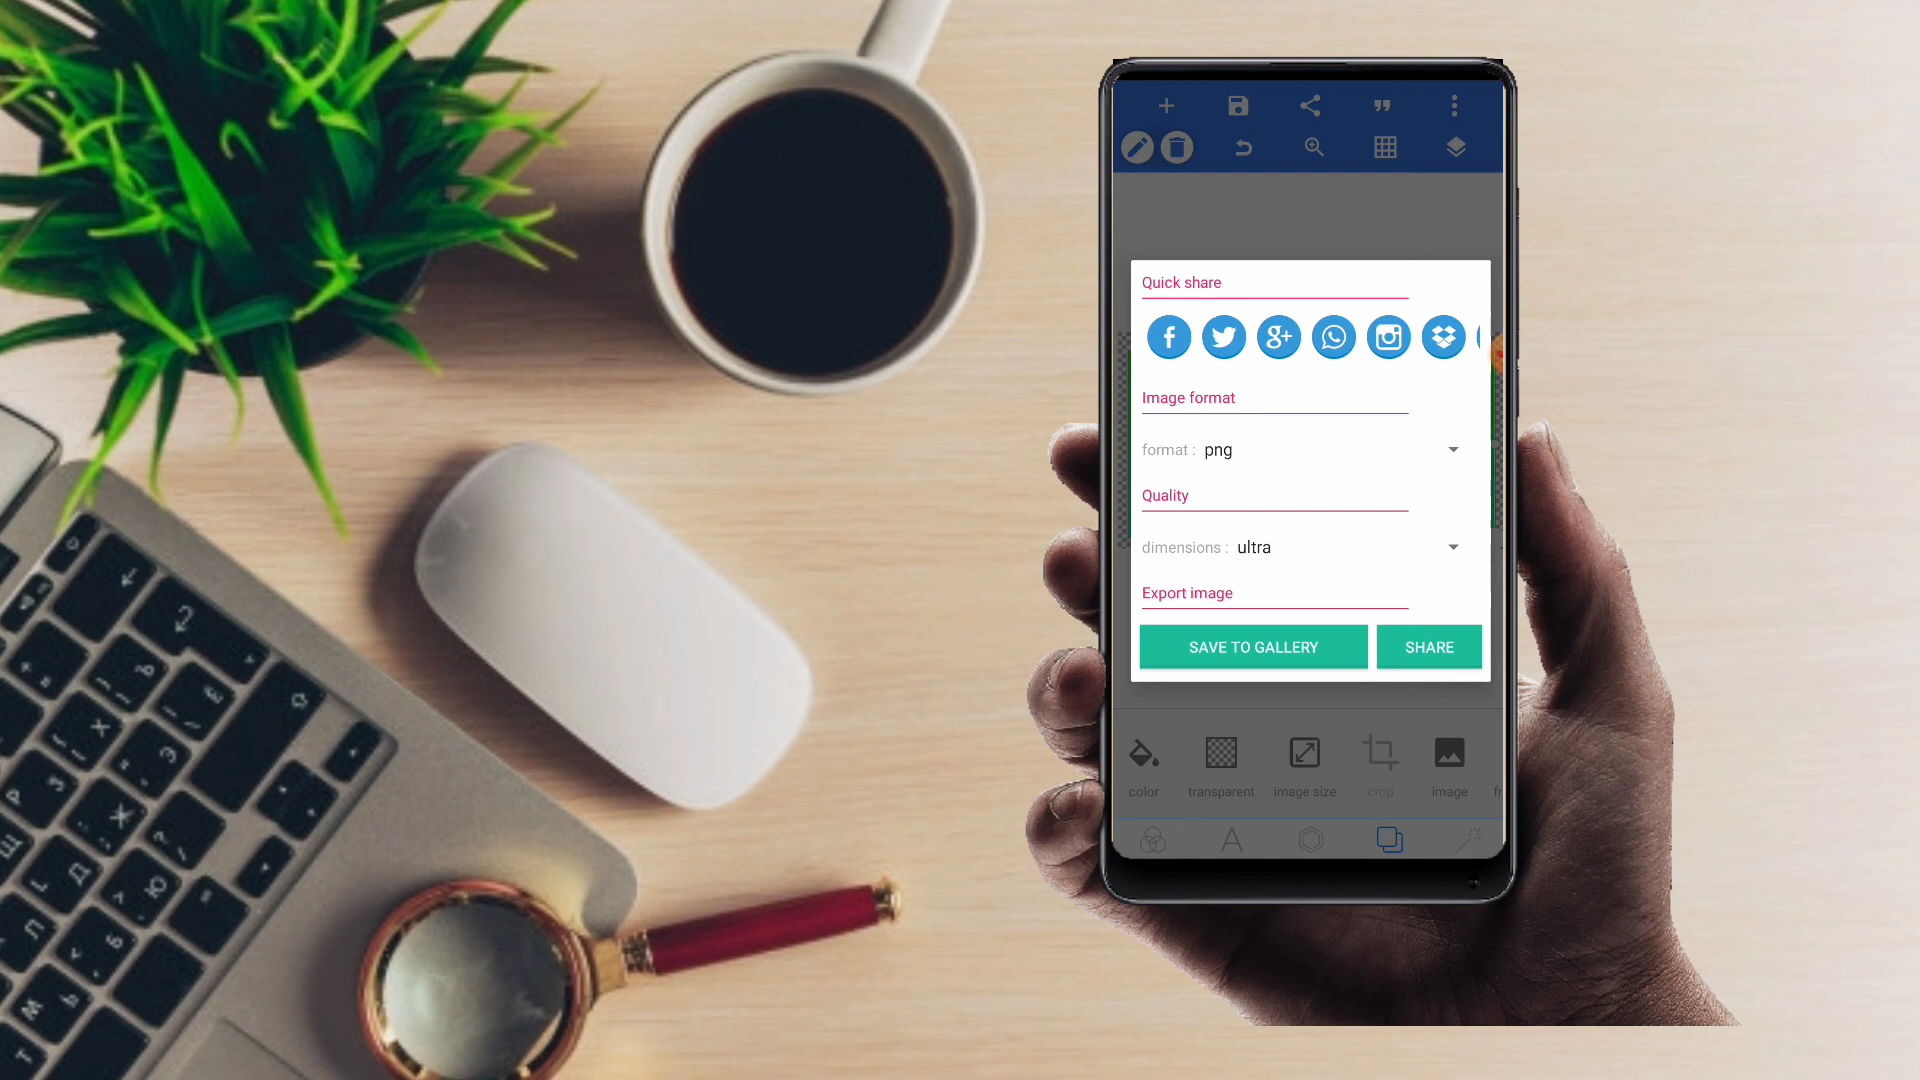 Quick share
Image format
format : png
Quality
dimensions : ultra
Export image
SAVE TO GALLERY
SHARE
color
transparent
image size
crop
image